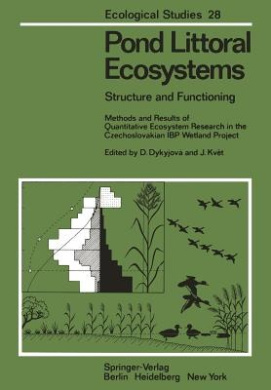 Ecological Studies 28
Pond Littoral
Ecosystems
Structure and Functioning
Methods and Results of
Quantitative Ecosystem Research in the
Czechoslovakian IBP Wetland Project
Edited by D. Dykyjová and J. Květ
Springer-Verlag
Berlin Heidelberg New York